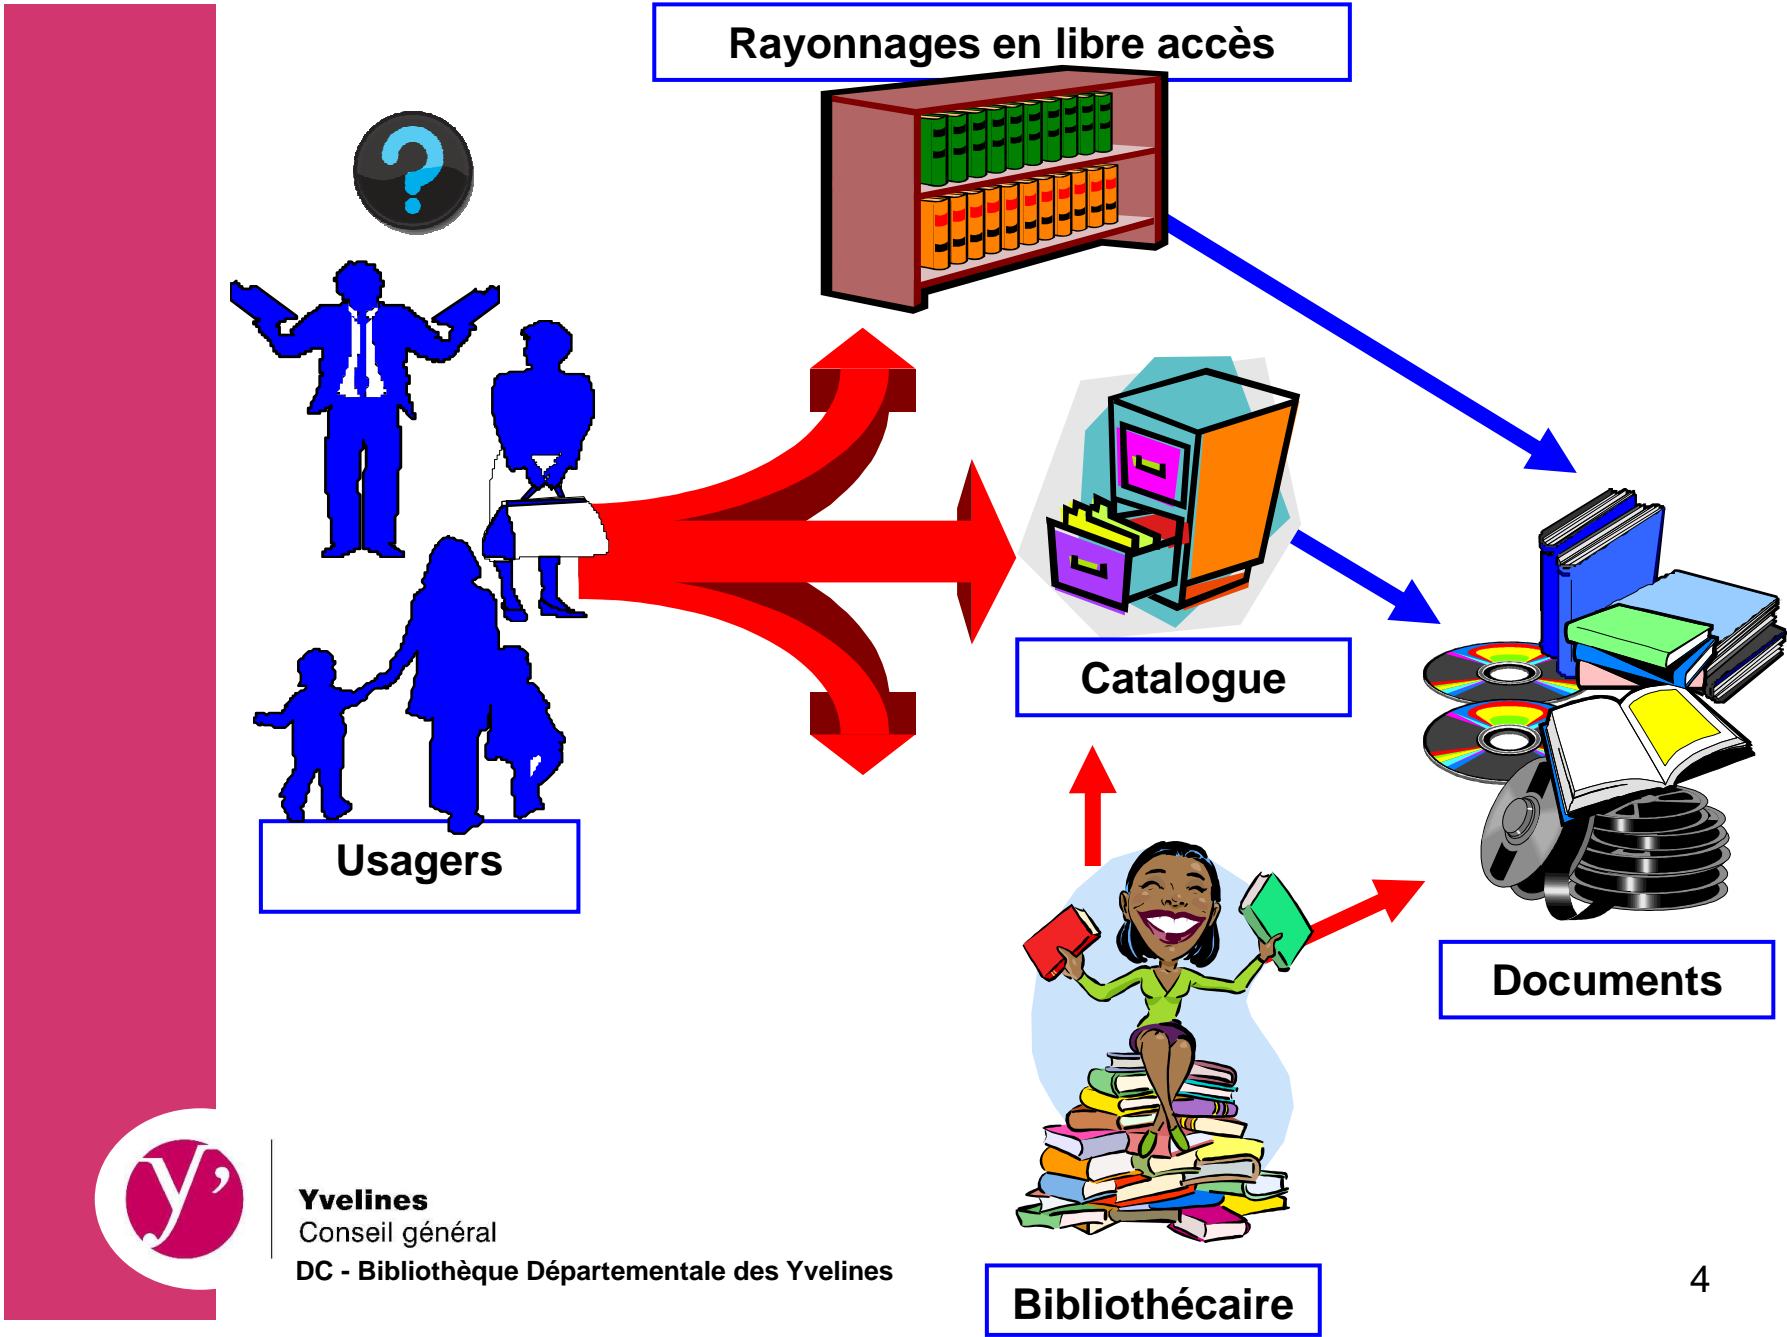 Rayonnages en libre accès
?
Catalogue
Usagers
Documents
y’
Yvelines
Conseil général
DC - Bibliothèque Départementale des Yvelines
Bibliothécaire
4